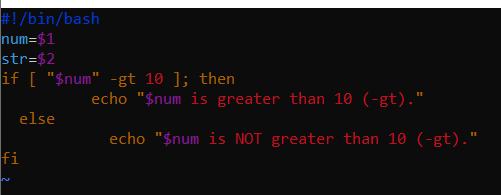 #!/bin/bash
num=$1
str=$2
if [ "$num" -gt 10 ]; then
         echo "$num is greater than 10 (-gt)."
  else
           echo "$num is NOT greater than 10 (-gt)."
fi
~